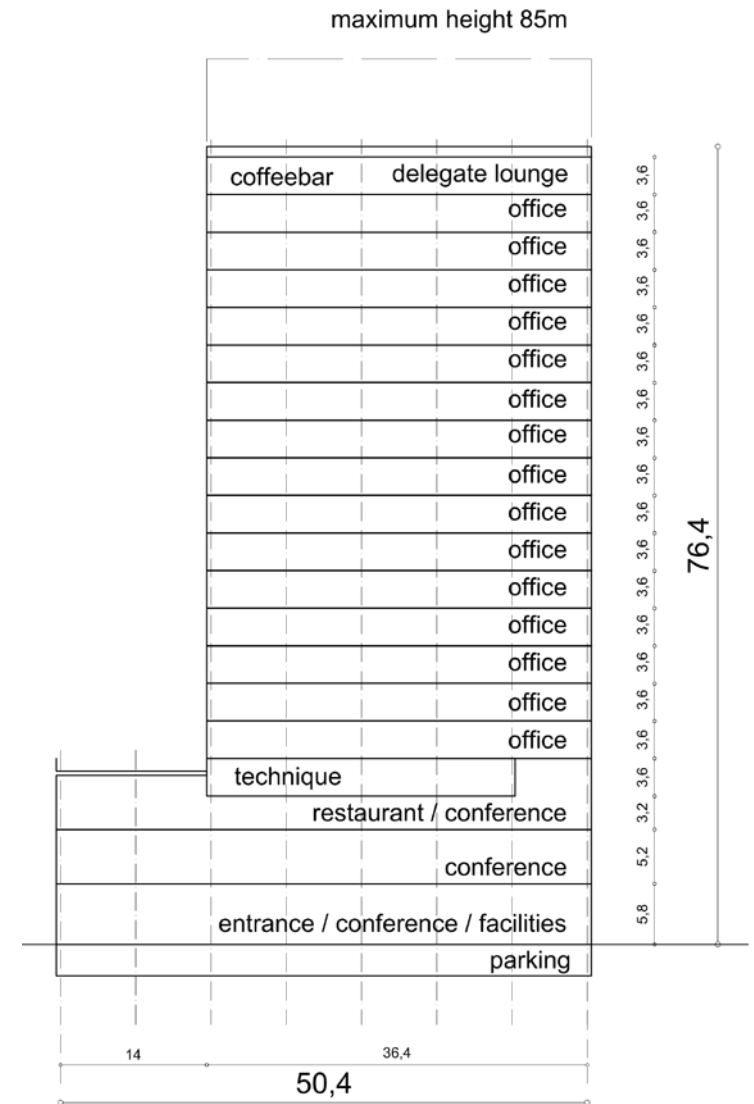 maximum height 85m
coffeebar delegate lounge 3,6
office 3,6
office 3,6
office 3,6
office 3,6
office 3,6
office 3,6
office 3,6
office 3,6
office 3,6
office 3,6
76,4
office 3,6
office 3,6
office 3,6
office 3,6
office 3,6
technique 3,6
restaurant / conference 3,2
conference 5,2
entrance / conference / facilities 5,8
parking
14 36,4
50,4